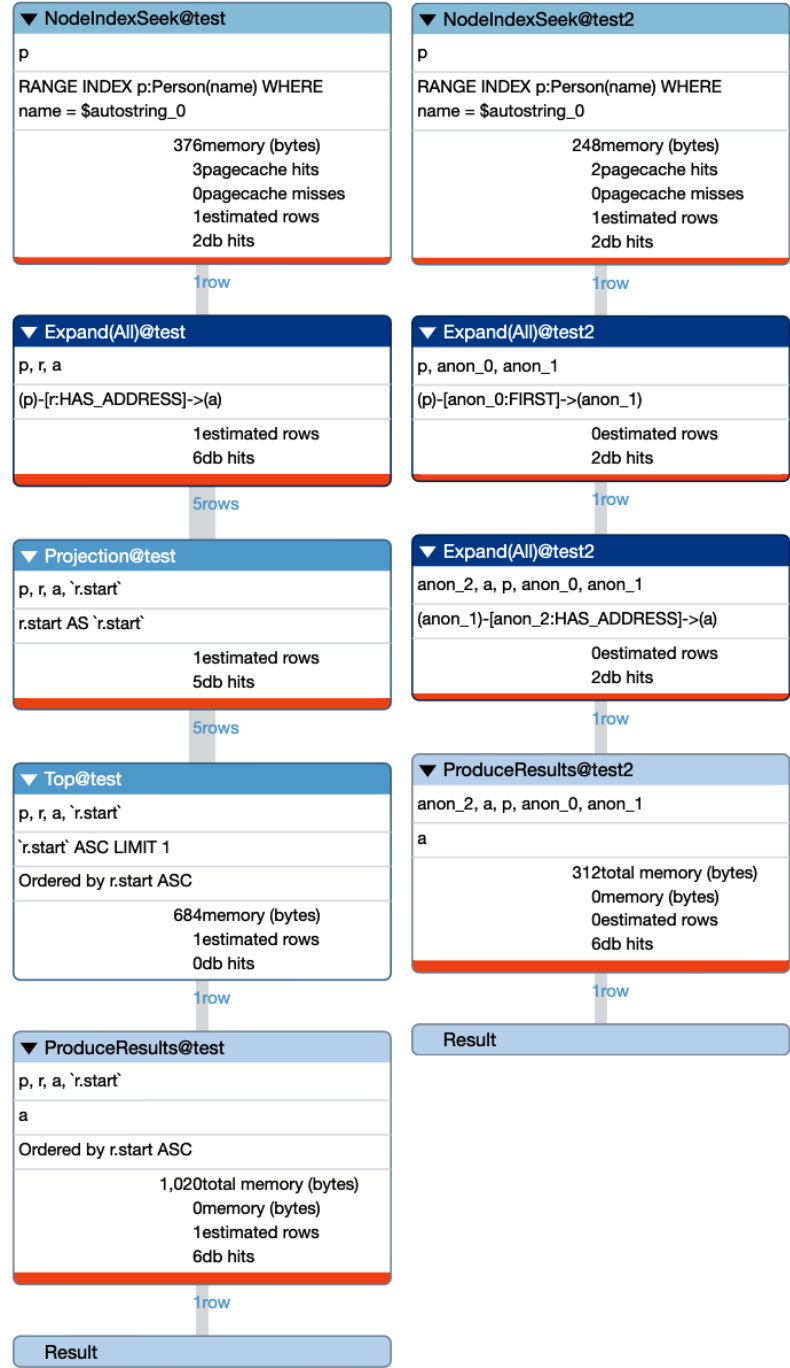 NodeIndexSeek@test
p
RANGE INDEX p:Person(name) WHERE
name = $autostring_0
376memory (bytes)
3pagecache hits
0pagecache misses
1estimated rows
2db hits
1row
Expand(All)@test
p, r, a
(p)-[r:HAS_ADDRESS]->(a)
1estimated rows
6db hits
5rows
Projection@test
p, r, a, `r.start`
r.start AS `r.start`
1estimated rows
5db hits
5rows
Top@test
p, r, a, `r.start`
`r.start` ASC LIMIT 1
Ordered by r.start ASC
684memory (bytes)
1estimated rows
0db hits
1row
ProduceResults@test
p, r, a, `r.start`
a
Ordered by r.start ASC
1,020total memory (bytes)
0memory (bytes)
1estimated rows
6db hits
1row
Result
NodeIndexSeek@test2
p
RANGE INDEX p:Person(name) WHERE
name = $autostring_0
248memory (bytes)
2pagecache hits
0pagecache misses
1estimated rows
2db hits
1row
Expand(All)@test2
p, anon_0, anon_1
(p)-[anon_0:FIRST]->(anon_1)
0estimated rows
2db hits
1row
Expand(All)@test2
anon_2, a, p, anon_0, anon_1
(anon_1)-[anon_2:HAS_ADDRESS]->(a)
0estimated rows
2db hits
1row
ProduceResults@test2
anon_2, a, p, anon_0, anon_1
a
312total memory (bytes)
0memory (bytes)
0estimated rows
6db hits
1row
Result